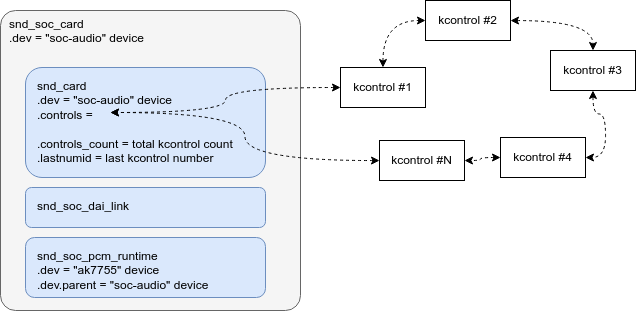 snd_soc_card
.dev = "soc-audio" device
snd_card
.dev = "soc-audio" device
.controls =
.controls_count = total kcontrol count
.lastnumid = last kcontrol number
snd_soc_dai_link
snd_soc_pcm_runtime
.dev = "ak7755" device
.dev.parent = "soc-audio" device
kcontrol #1
kcontrol #2
kcontrol #3
kcontrol #4
kcontrol #N